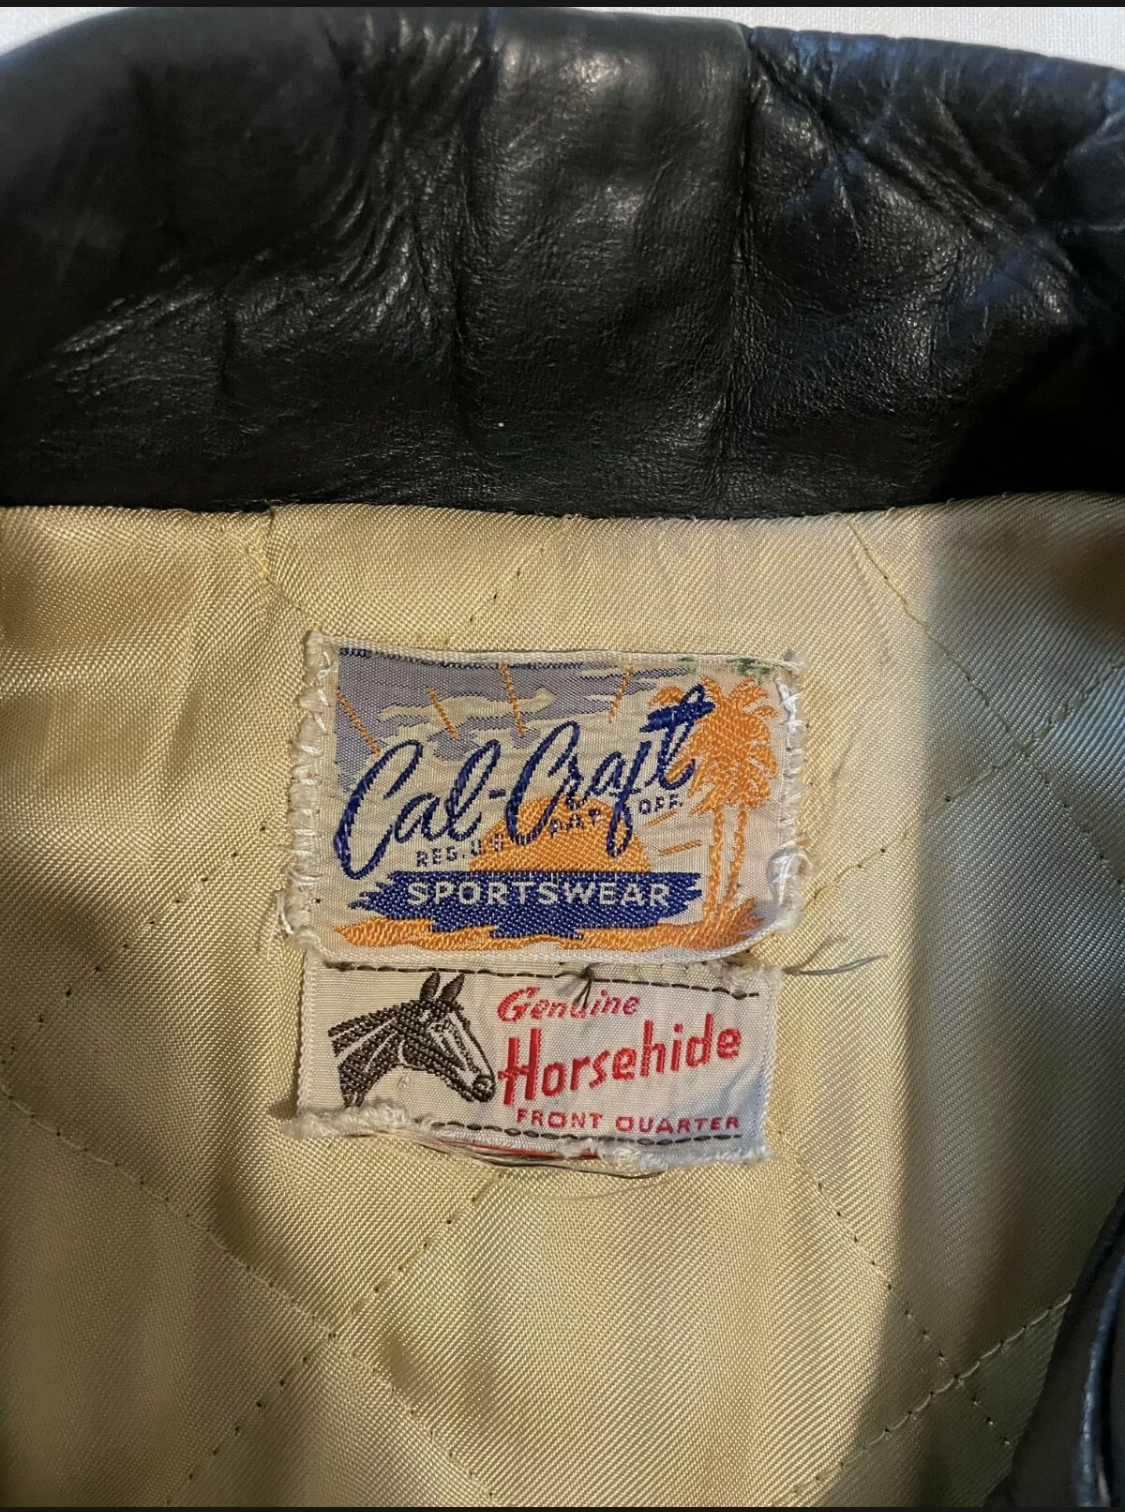 Cal-Craft
REG. U.S. PAT. OFF.
SPORTSWEAR
Genuine
Horsehide
FRONT QUARTER